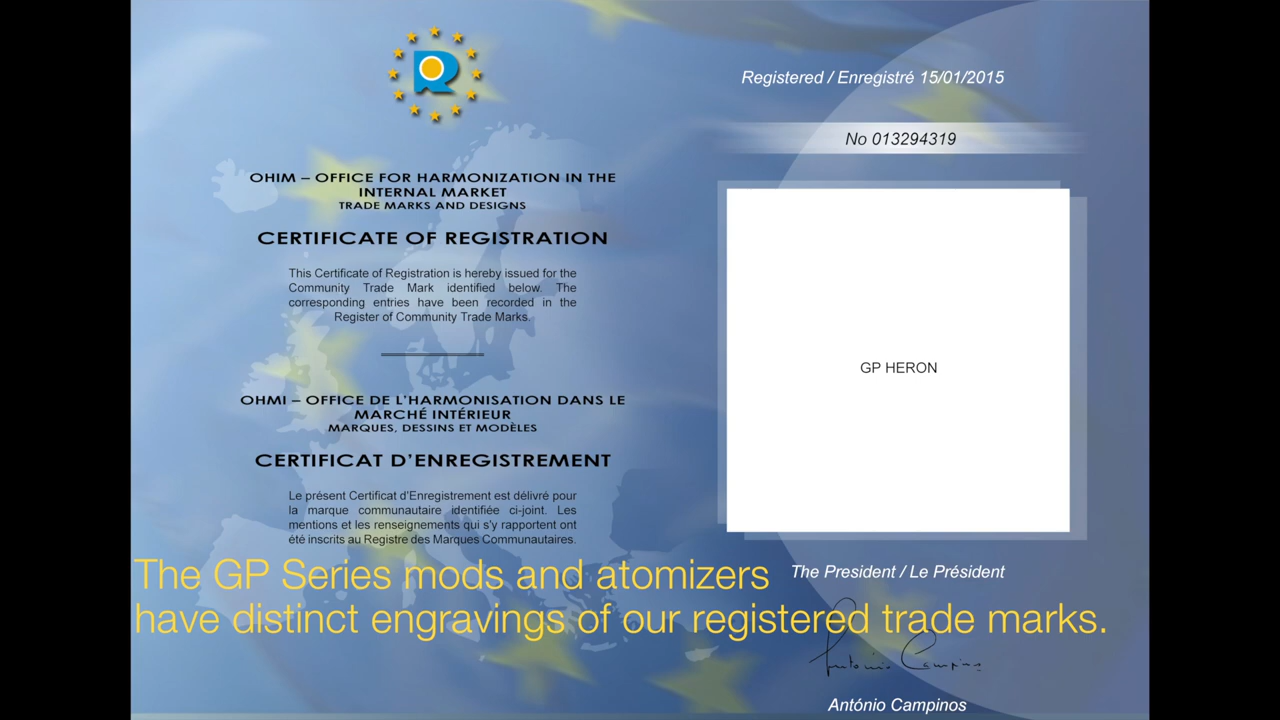 OHIM – OFFICE FOR HARMONIZATION IN THE
INTERNAL MARKET
TRADE MARKS AND DESIGNS
CERTIFICATE OF REGISTRATION
This Certificate of Registration is hereby issued for the
Community Trade Mark identified below. The
corresponding entries have been recorded in the
Register of Community Trade Marks.
OHMI – OFFICE DE L'HARMONISATION DANS LE
MARCHÉ INTÉRIEUR
MARQUES, DESSINS ET MODÈLES
CERTIFICAT D'ENREGISTREMENT
Le présent Certificat d'Enregistrement est délivré pour
la marque communautaire identifiée ci-joint. Les
mentions et les renseignements qui s'y rapportent ont
été inscrits au Registre des Marques Communautaires.
Registered / Enregistré 15/01/2015
No 013294319
GP HERON
The President / Le Président
António Campinos
António Campinos
The GP Series mods and atomizers
have distinct engravings of our registered trade marks.